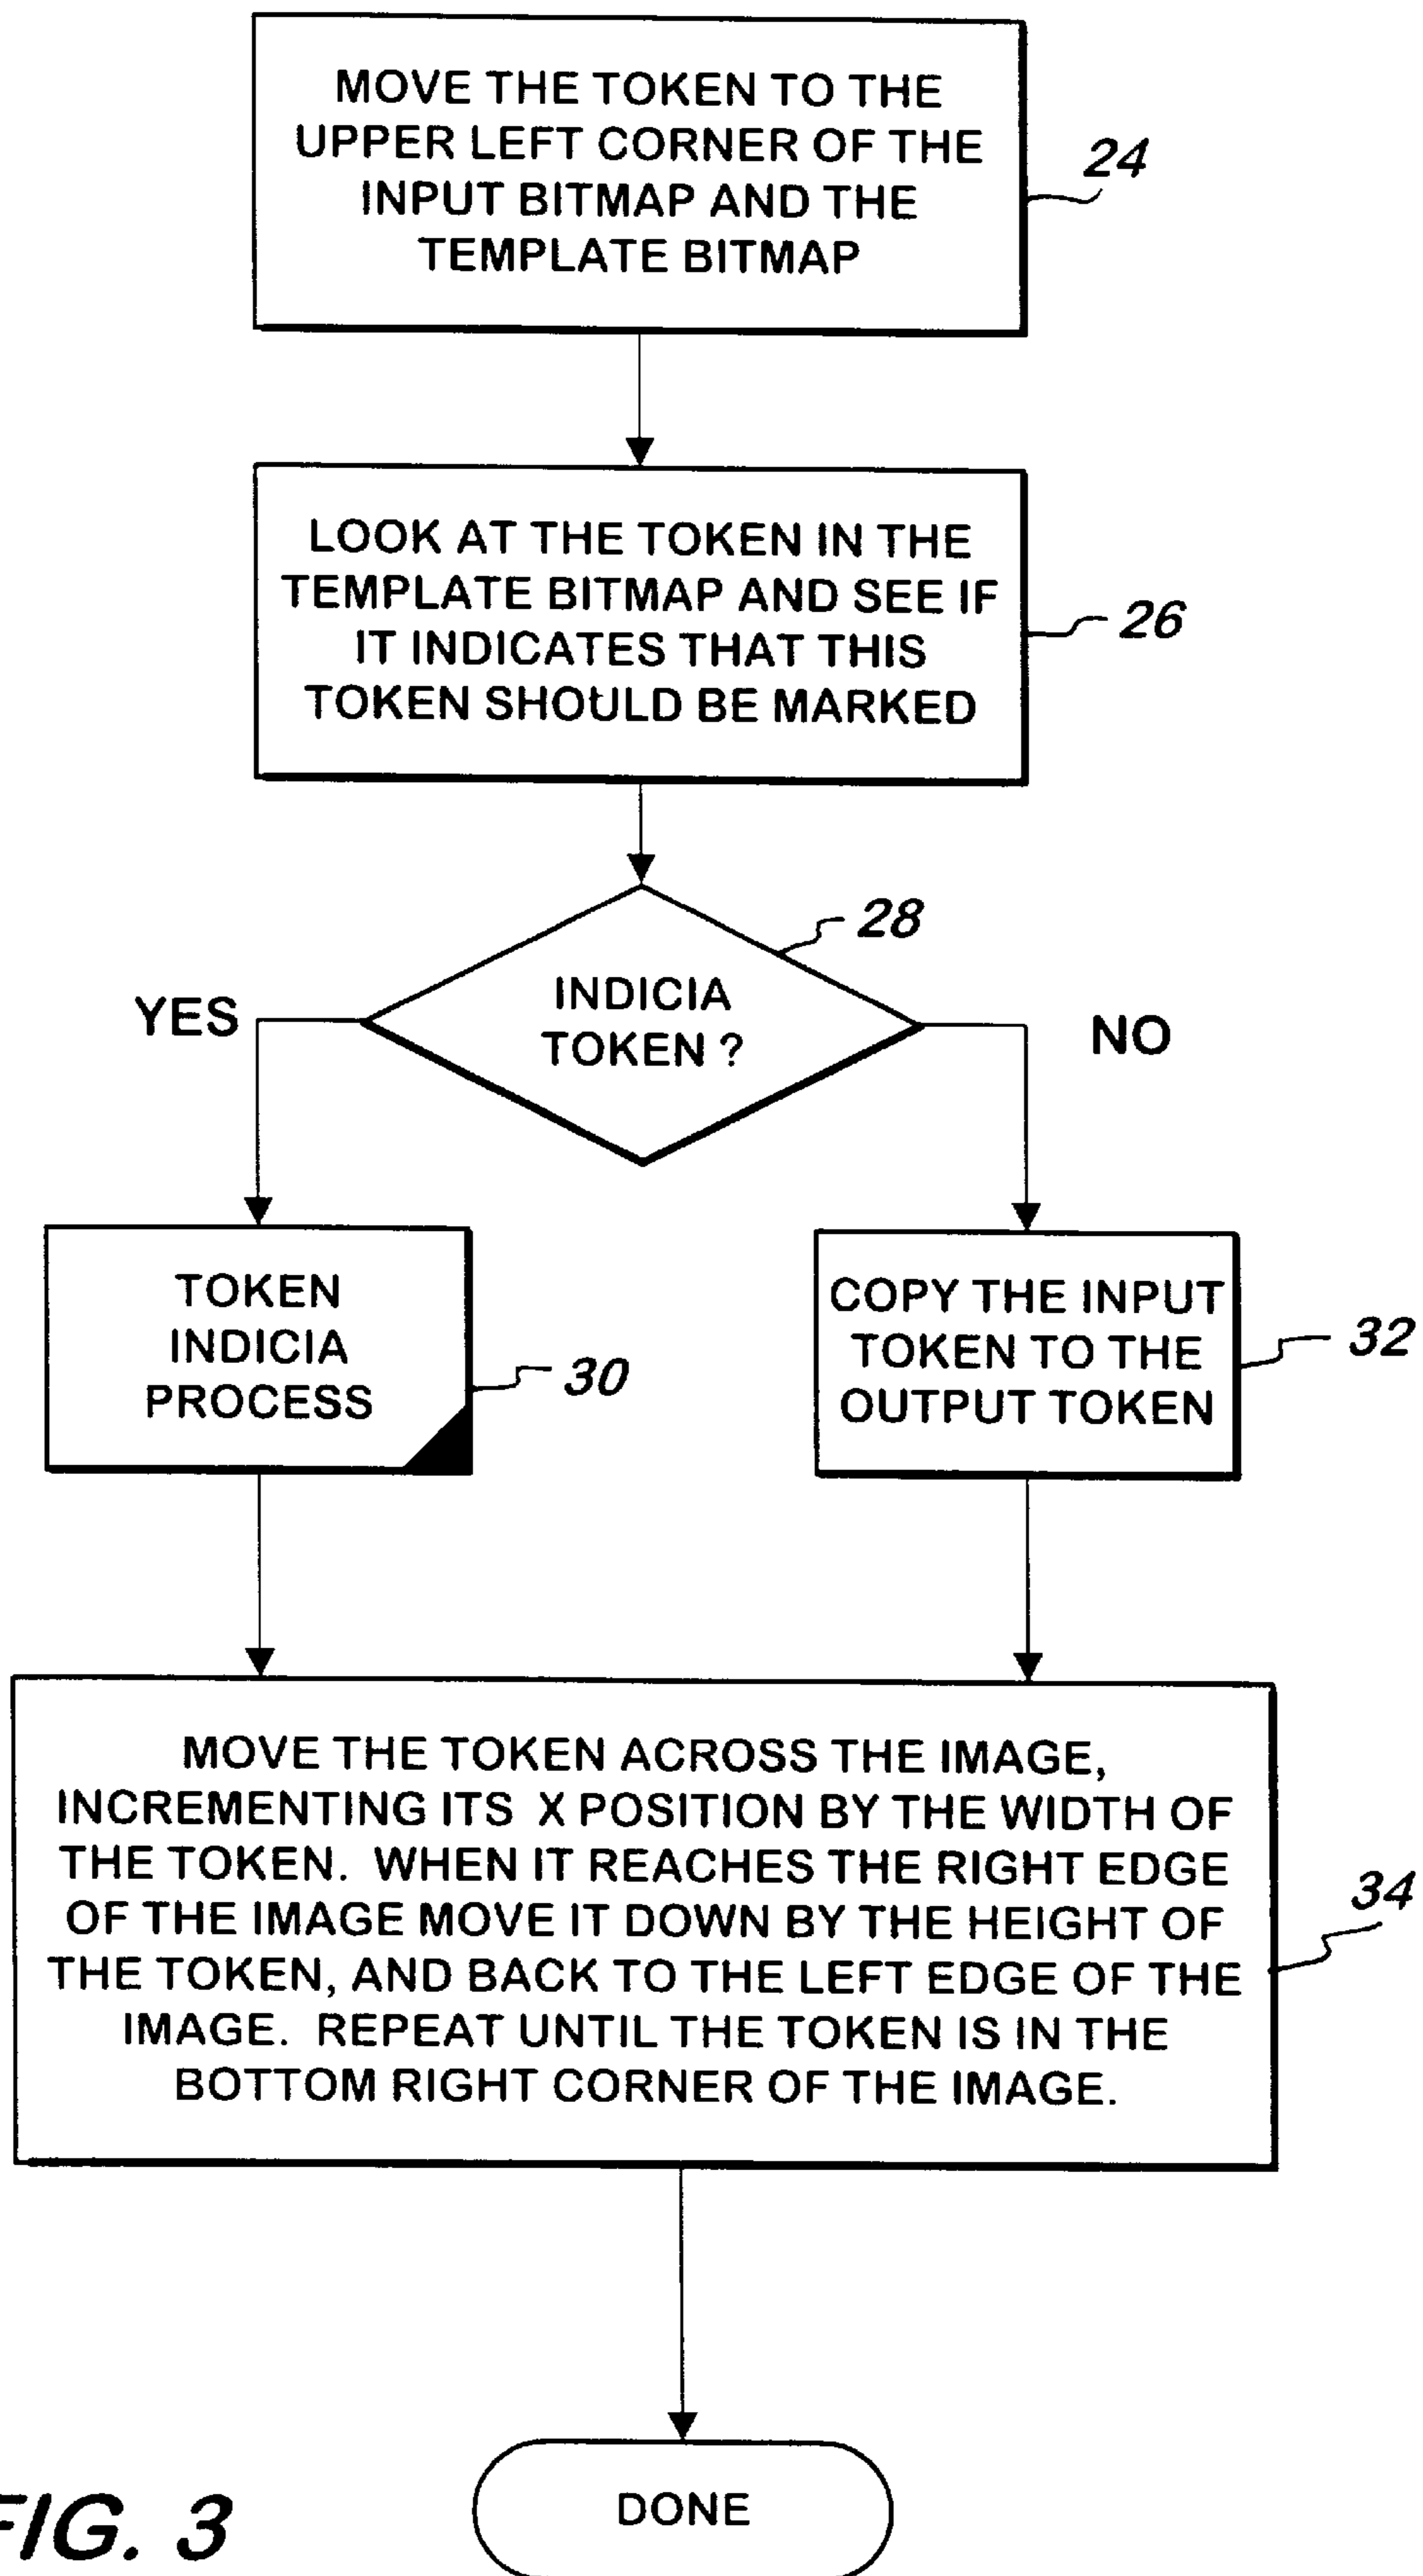 MOVE THE TOKEN TO THE
UPPER LEFT CORNER OF THE
INPUT BITMAP AND THE
TEMPLATE BITMAP
24
LOOK AT THE TOKEN IN THE
TEMPLATE BITMAP AND SEE IF
IT INDICATES THAT THIS
TOKEN SHOULD BE MARKED
26
28
INDICIA
TOKEN ?
YES
NO
TOKEN
INDICIA
PROCESS
30
COPY THE INPUT
TOKEN TO THE
OUTPUT TOKEN
32
MOVE THE TOKEN ACROSS THE IMAGE,
INCREMENTING ITS X POSITION BY THE WIDTH OF
THE TOKEN. WHEN IT REACHES THE RIGHT EDGE
OF THE IMAGE MOVE IT DOWN BY THE HEIGHT OF
THE TOKEN, AND BACK TO THE LEFT EDGE OF THE
IMAGE. REPEAT UNTIL THE TOKEN IS IN THE
BOTTOM RIGHT CORNER OF THE IMAGE.
34
DONE
FIG. 3